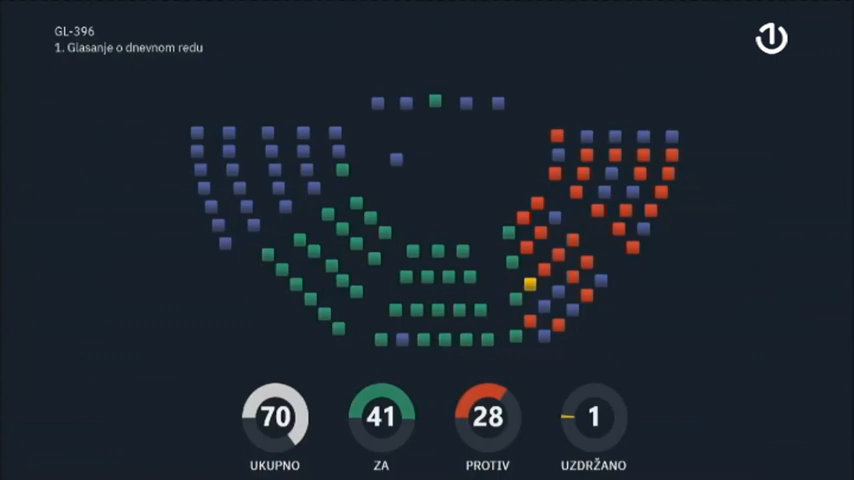 GL-396
1. Glasanje o dnevnom redu
70
41
28
1
UKUPNO
ZA
PROTIV
UZDRŽANO